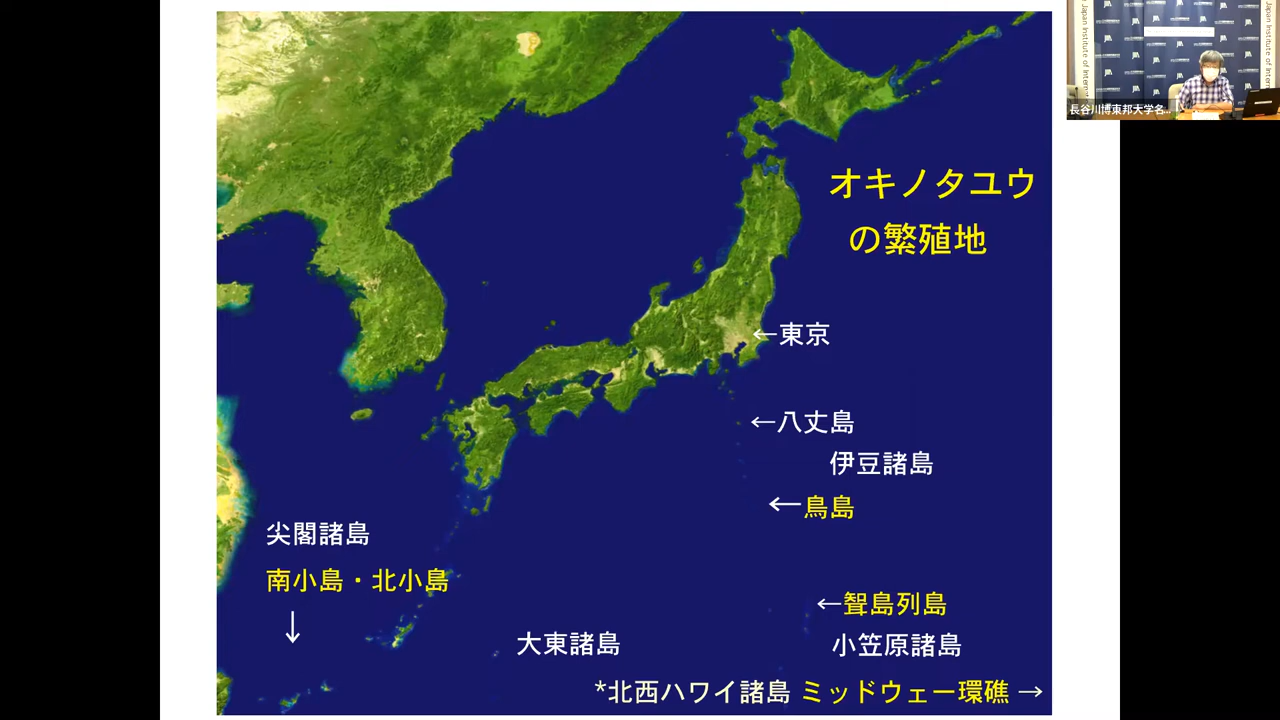 オキノタユウ
の繁殖地
←東京
←八丈島
伊豆諸島
←鳥島
尖閣諸島
南小島・北小島
↓
←聟島列島
大東諸島
小笠原諸島
*北西ハワイ諸島 ミッドウェー環礁 →
長谷川博東邦大学名...